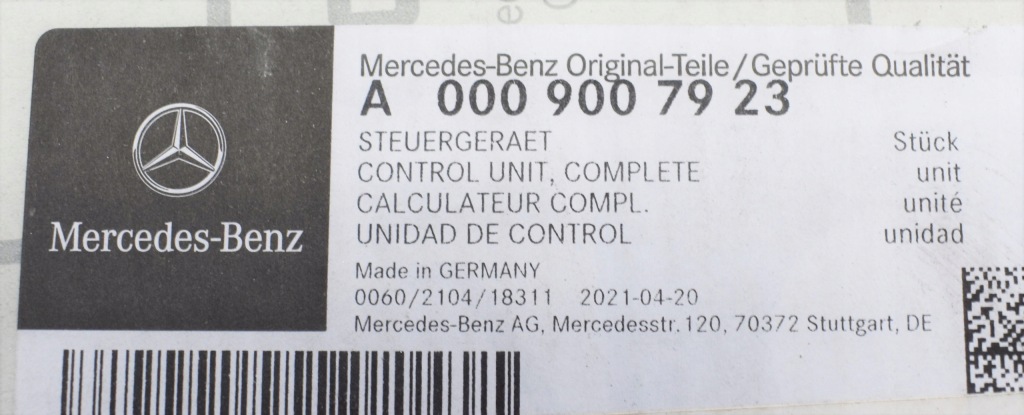 Mercedes-Benz
Mercedes-Benz Original-Teile/Geprüfte Qualität
A 000 900 79 23
STEUERGERAET Stück
CONTROL UNIT, COMPLETE unit
CALCULATEUR COMPL. unité
UNIDAD DE CONTROL unidad
Made in GERMANY
0060/2104/18311 2021-04-20
Mercedes-Benz AG, Mercedesstr.120, 70372 Stuttgart, DE